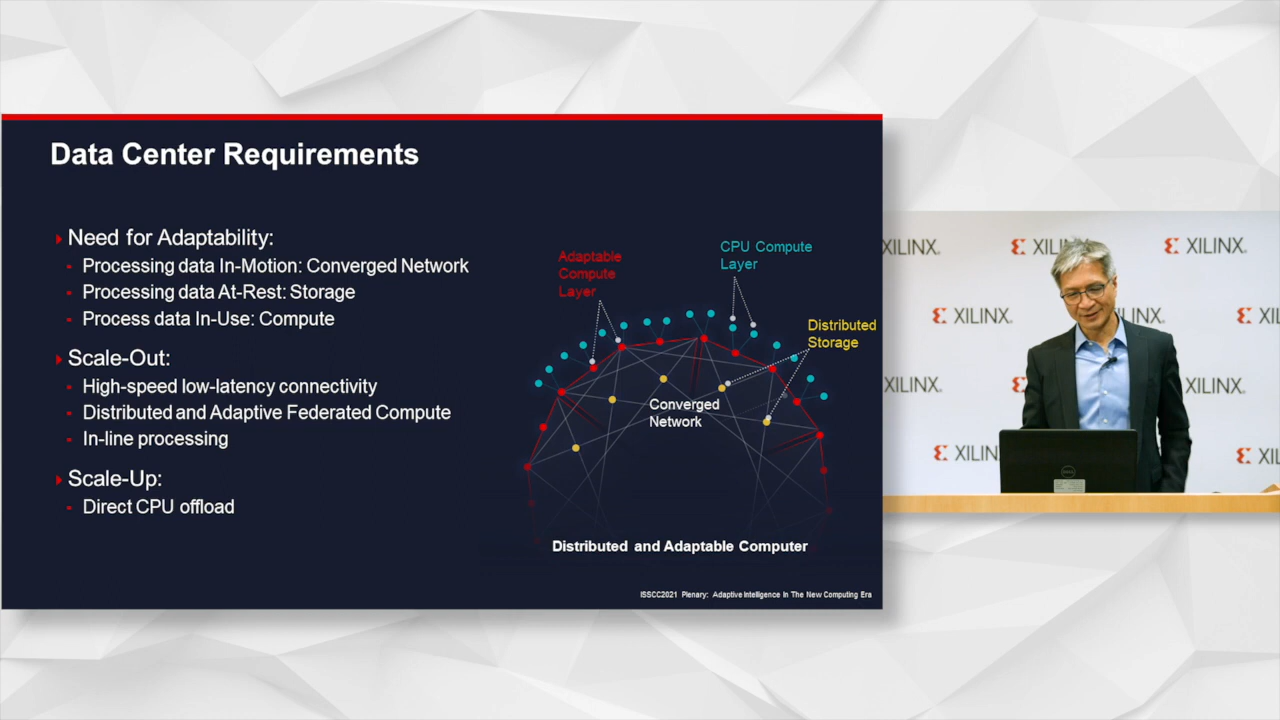 Data Center Requirements
Need for Adaptability:
Processing data In-Motion: Converged Network
Processing data At-Rest: Storage
Process data In-Use: Compute
Scale-Out:
High-speed low-latency connectivity
Distributed and Adaptive Federated Compute
In-line processing
Scale-Up:
Direct CPU offload
Adaptable
Compute
Layer
CPU Compute
Layer
Distributed
Storage
Converged
Network
Distributed and Adaptable Computer
ISSCC2021 Plenary: Adaptive Intelligence In The New Computing Era
XILINX. XILI XILINX.
XILINX. XILINX.
XILINX. XILINX.
XILIN
DELL